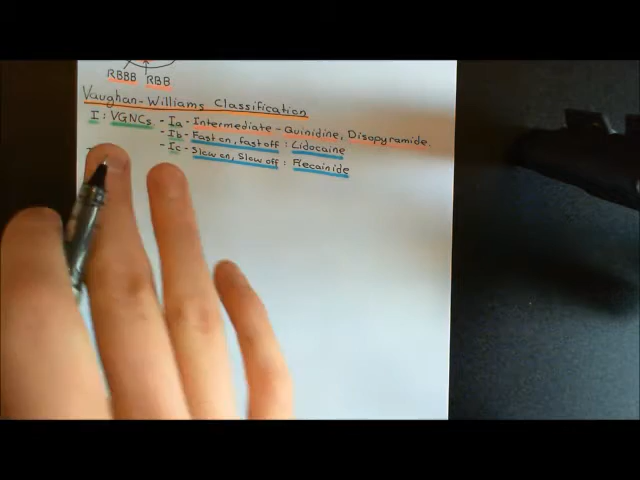 RBBB RBB
Vaughan-Williams Classification
I: VGNCs - Ia - Intermediate - Quinidine, Disopyramide.
- Ib - Fast on, fast off: Lidocaine
- Ic - Slow on, Slow off: Flecainide